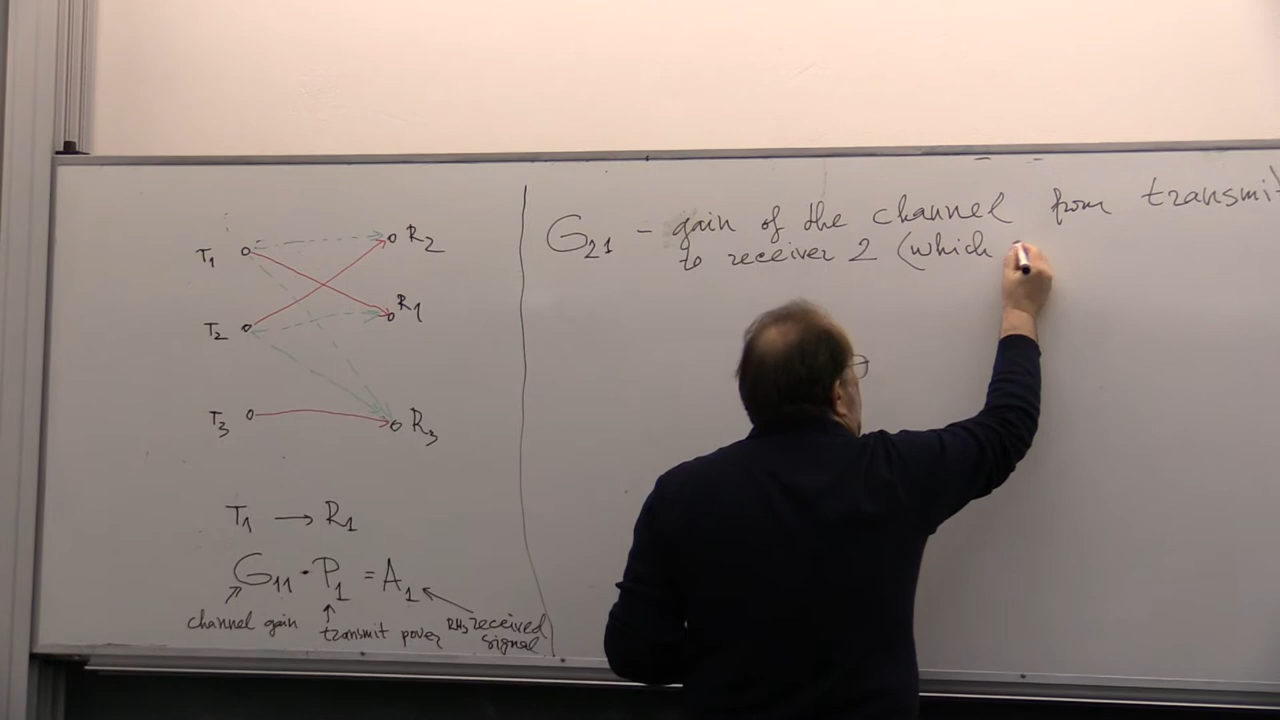 T1
R2
R1
T2
T3
R3
T1 → R1
G11 · P1 = A1
channel gain
transmit power
received
signal
G21 - gain of the channel from transmit
to receiver 2 (which